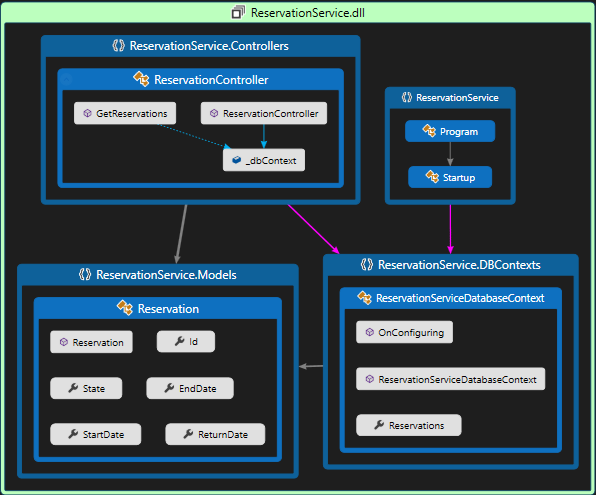 ReservationService.dll
ReservationService.Controllers
ReservationController
GetReservations
ReservationController
_dbContext
ReservationService
Program
Startup
ReservationService.Models
Reservation
Reservation
Id
State
EndDate
StartDate
ReturnDate
ReservationService.DBContexts
ReservationServiceDatabaseContext
OnConfiguring
ReservationServiceDatabaseContext
Reservations